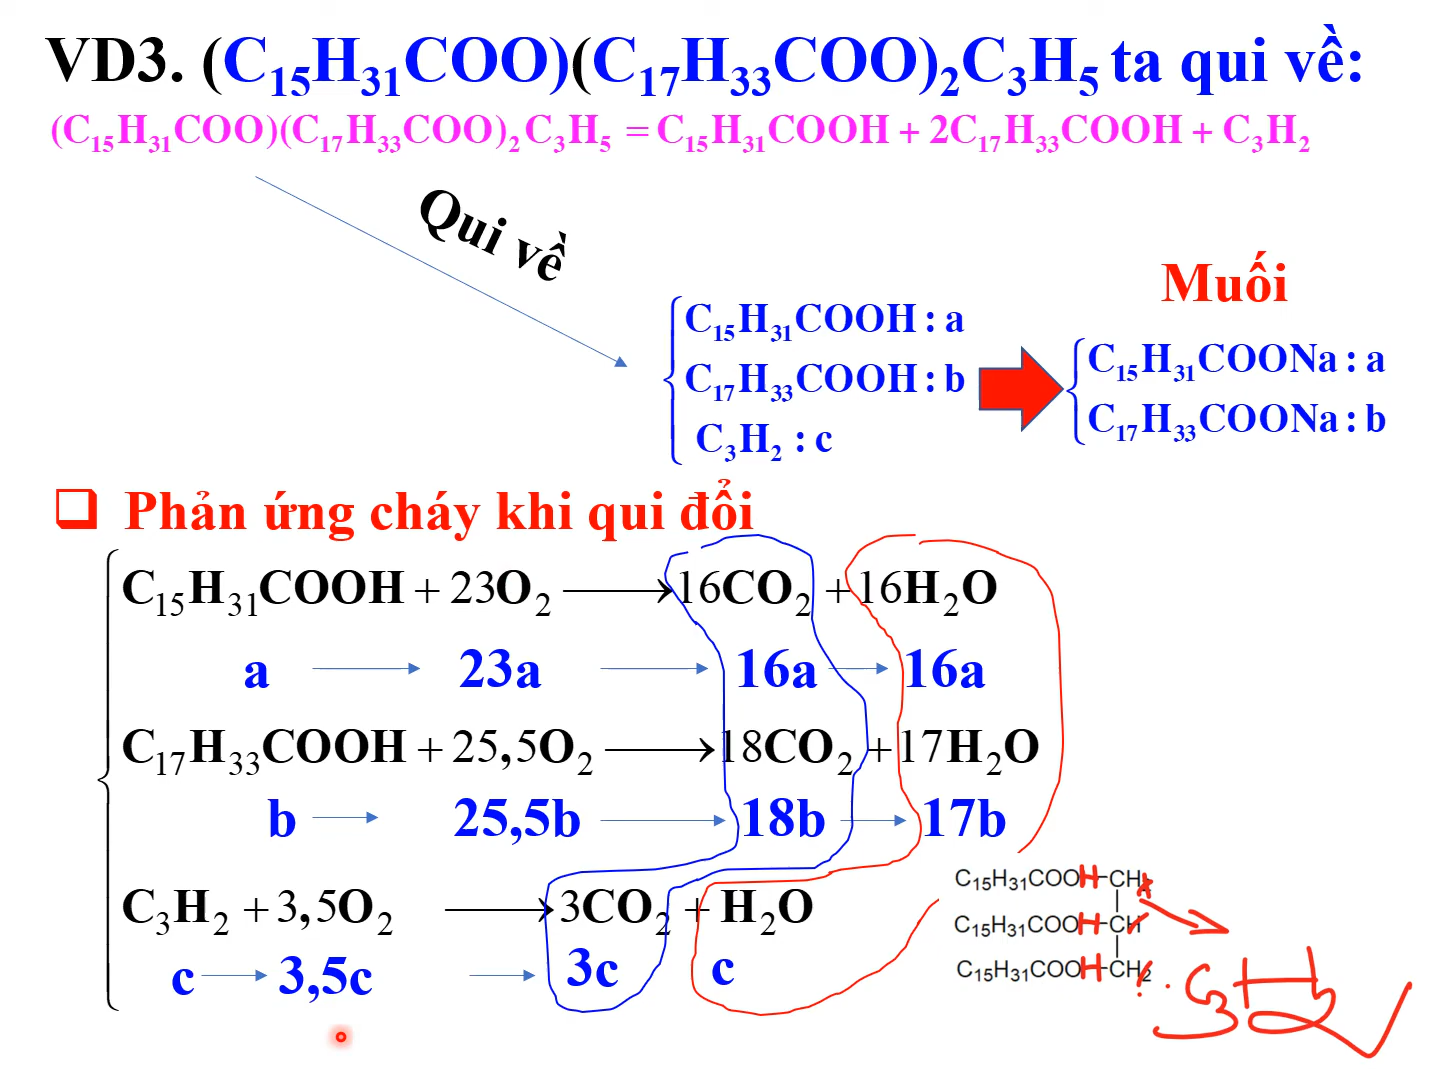 VD3. (C₁₅H₃₁COO)(C₁₇H₃₃COO)₂C₃H₅ ta qui về:
(C₁₅H₃₁COO)(C₁₇H₃₃COO)₂C₃H₅ = C₁₅H₃₁COOH + 2C₁₇H₃₃COOH + C₃H₂
Qui về
Muối
C₁₅H₃₁COOH : a
C₁₇H₃₃COOH : b
C₃H₂ : c
C₁₅H₃₁COONa : a
C₁₇H₃₃COONa : b
❑ Phản ứng cháy khi qui đổi
C₁₅H₃₁COOH + 23O₂ ⟶ 16CO₂ + 16H₂O
a → 23a → 16a → 16a
C₁₇H₃₃COOH + 25,5O₂ ⟶ 18CO₂ + 17H₂O
b → 25,5b → 18b → 17b
C₃H₂ + 3,5O₂ ⟶ 3CO₂ + H₂O
c → 3,5c → 3c c
C₁₅H₃₁COOH–CH₂
C₁₅H₃₁COOH–CH
C₁₅H₃₁COOH–CH₂
C₃H₂